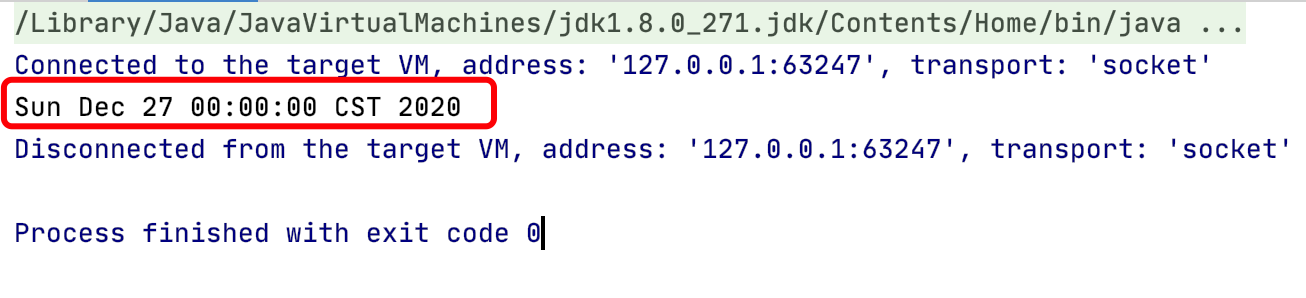 /Library/Java/JavaVirtualMachines/jdk1.8.0_271.jdk/Contents/Home/bin/java ...
Connected to the target VM, address: '127.0.0.1:63247', transport: 'socket'
Sun Dec 27 00:00:00 CST 2020
Disconnected from the target VM, address: '127.0.0.1:63247', transport: 'socket'
Process finished with exit code 0